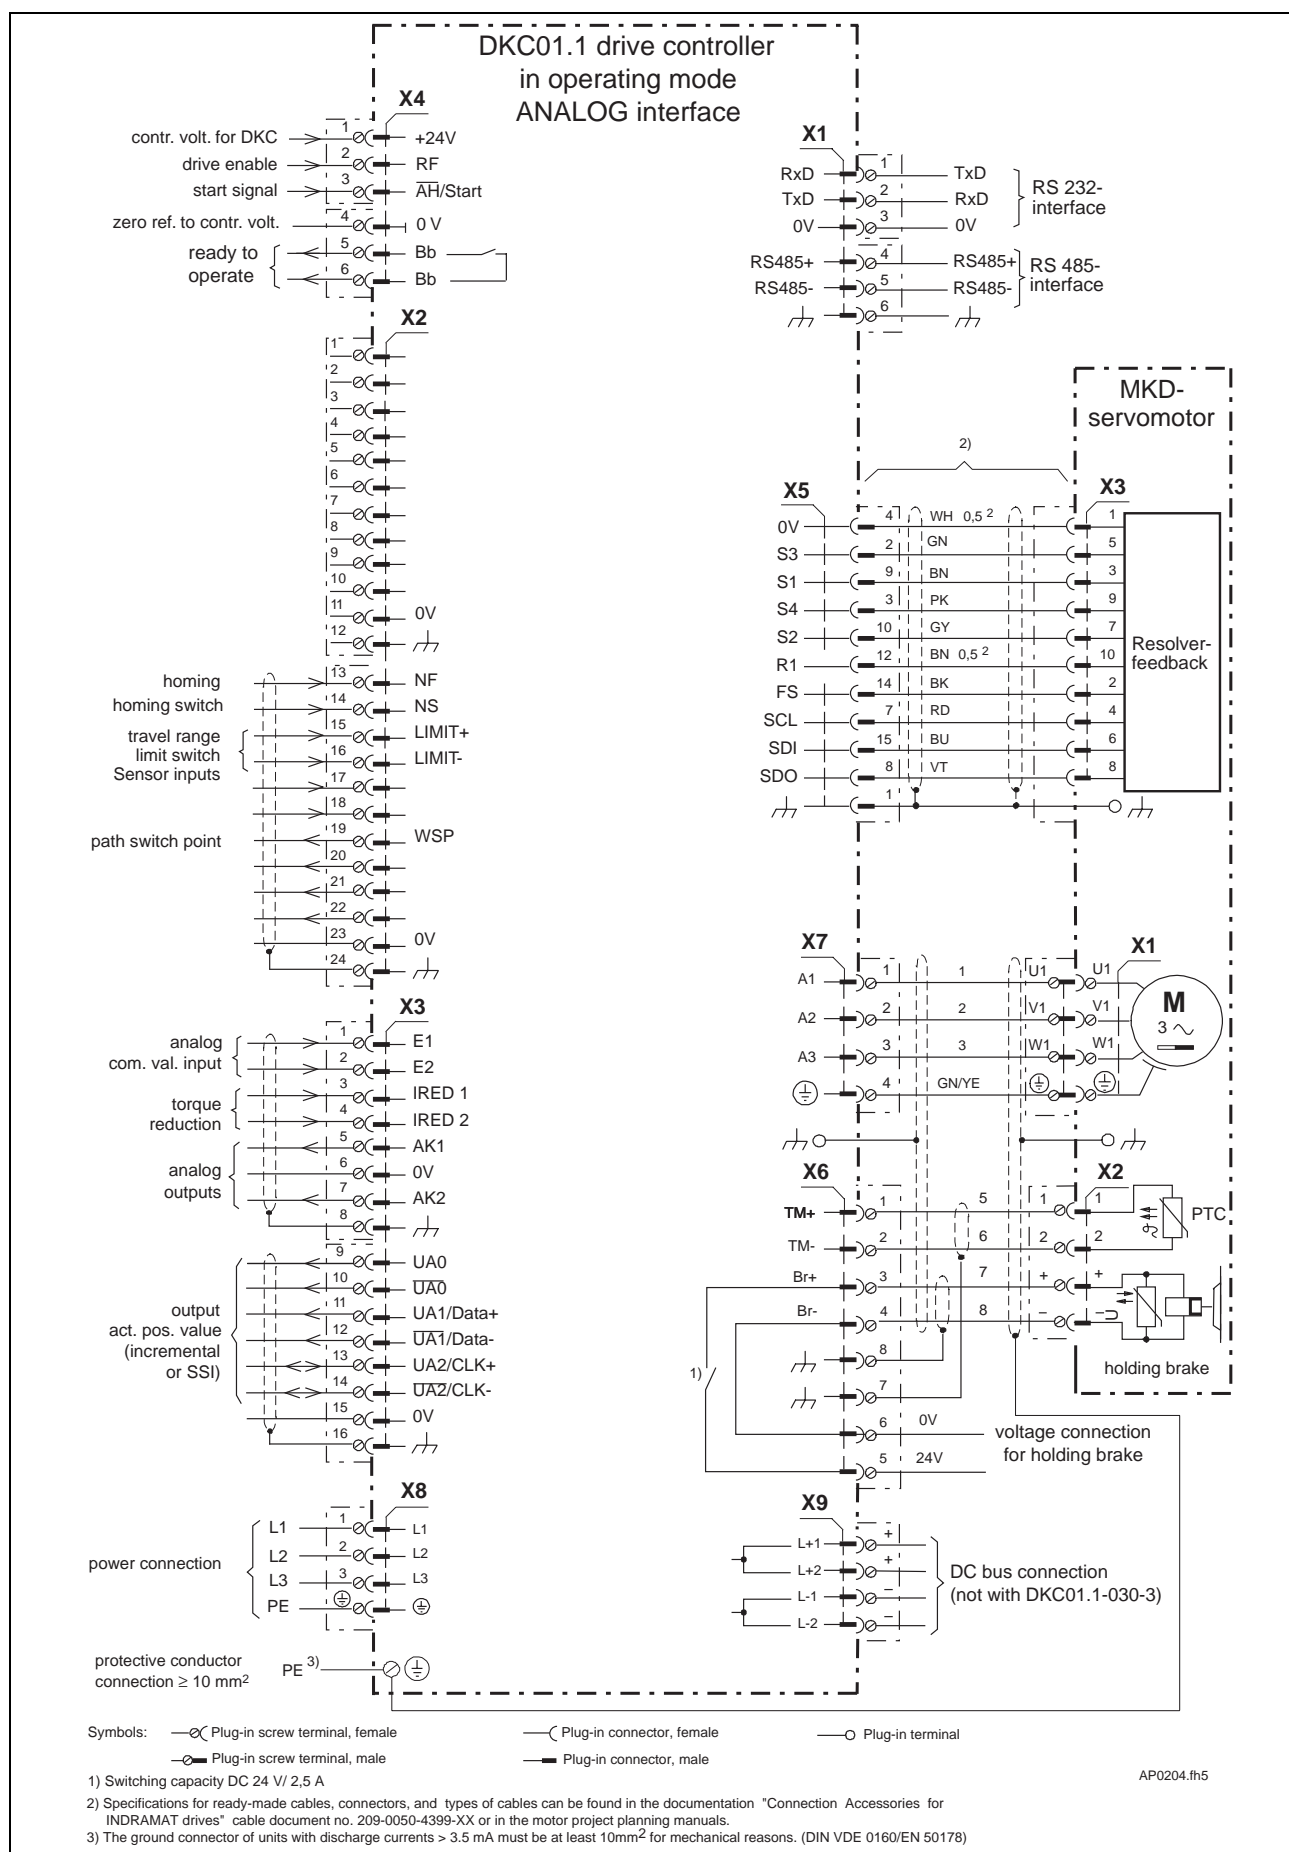 DKC01.1 drive controller
in operating mode
ANALOG interface
X4
contr. volt. for DKC 1 +24V
drive enable 2 RF
start signal 3 A̅H̅/Start
zero ref. to contr. volt. 4 0 V
ready to operate
5 Bb
6 Bb
X2
1
2
3
4
5
6
7
8
9
10
11 0V
12
homing 13 NF
homing switch 14 NS
travel range
limit switch
Sensor inputs
15 LIMIT+
16 LIMIT-
17
18
path switch point 19 WSP
20
21
22
23 0V
24
X3
analog
com. val. input
1 E1
2 E2
torque
reduction
3 IRED 1
4 IRED 2
analog
outputs
5 AK1
6 0V
7 AK2
8
output
act. pos. value
(incremental
or SSI)
9 UA0
10 U̅A̅0̅
11 UA1/Data+
12 U̅A̅1̅/Data-
13 UA2/CLK+
14 U̅A̅2̅/CLK-
15 0V
16
X8
power connection
L1 1 L1
L2 2 L2
L3 3 L3
PE
protective conductor
connection ≥ 10 mm²
PE 3)
X1
RxD 1 TxD
TxD 2 RxD
0V 3 0V
RS 232-
interface
RS485+ 4 RS485+
RS485- 5 RS485-
6
RS 485-
interface
MKD-
servomotor
2)
X5 X3
0V 4 WH 0,5 ² 1
S3 2 GN 5
S1 9 BN 3
S4 3 PK 9
S2 10 GY 7
R1 12 BN 0,5 ² 10
FS 14 BK 2
SCL 7 RD 4
SDI 15 BU 6
SDO 8 VT 8
1
Resolver-
feedback
X7 X1
A1 1 1 U1 U1
A2 2 2 V1 V1
A3 3 3 W1 W1
4 GN/YE
M
3
X6 X2
TM+ 1 5 1 1
TM- 2 6 2 2
PTC
Br+ 3 7 + +
Br- 4 8 − −
U
holding brake
8
7
1)
6 0V
5 24V
voltage connection
for holding brake
X9
L+1 +
L+2 +
L-1 −
L-2 −
DC bus connection
(not with DKC01.1-030-3)
Symbols: Plug-in screw terminal, female Plug-in connector, female Plug-in terminal
Plug-in screw terminal, male Plug-in connector, male
AP0204.fh5
1) Switching capacity DC 24 V/ 2,5 A
2) Specifications for ready-made cables, connectors, and types of cables can be found in the documentation "Connection Accessories for
INDRAMAT drives" cable document no. 209-0050-4399-XX or in the motor project planning manuals.
3) The ground connector of units with discharge currents > 3.5 mA must be at least 10mm² for mechanical reasons. (DIN VDE 0160/EN 50178)